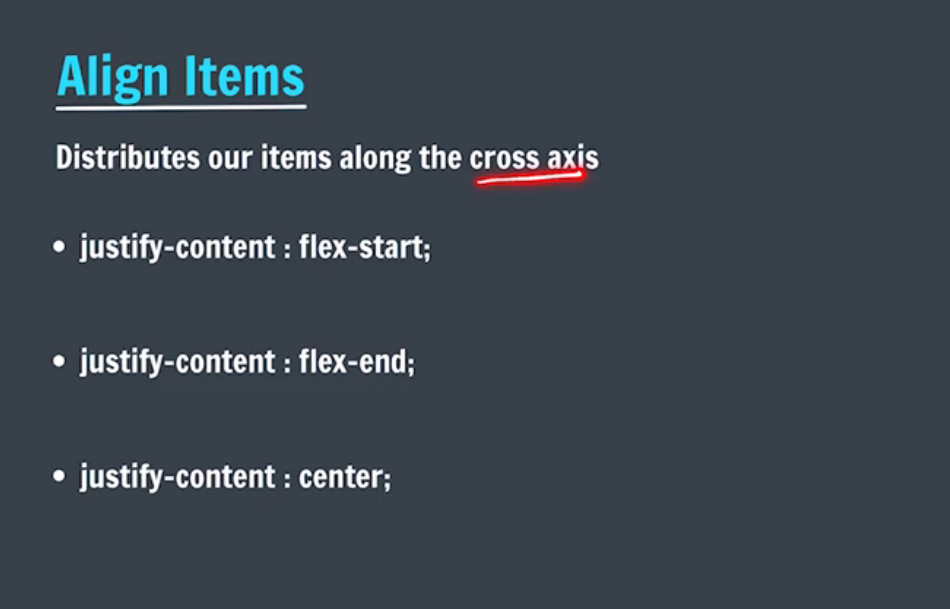 Align Items
Distributes our items along the cross axis
• justify-content : flex-start;
• justify-content : flex-end;
• justify-content : center;